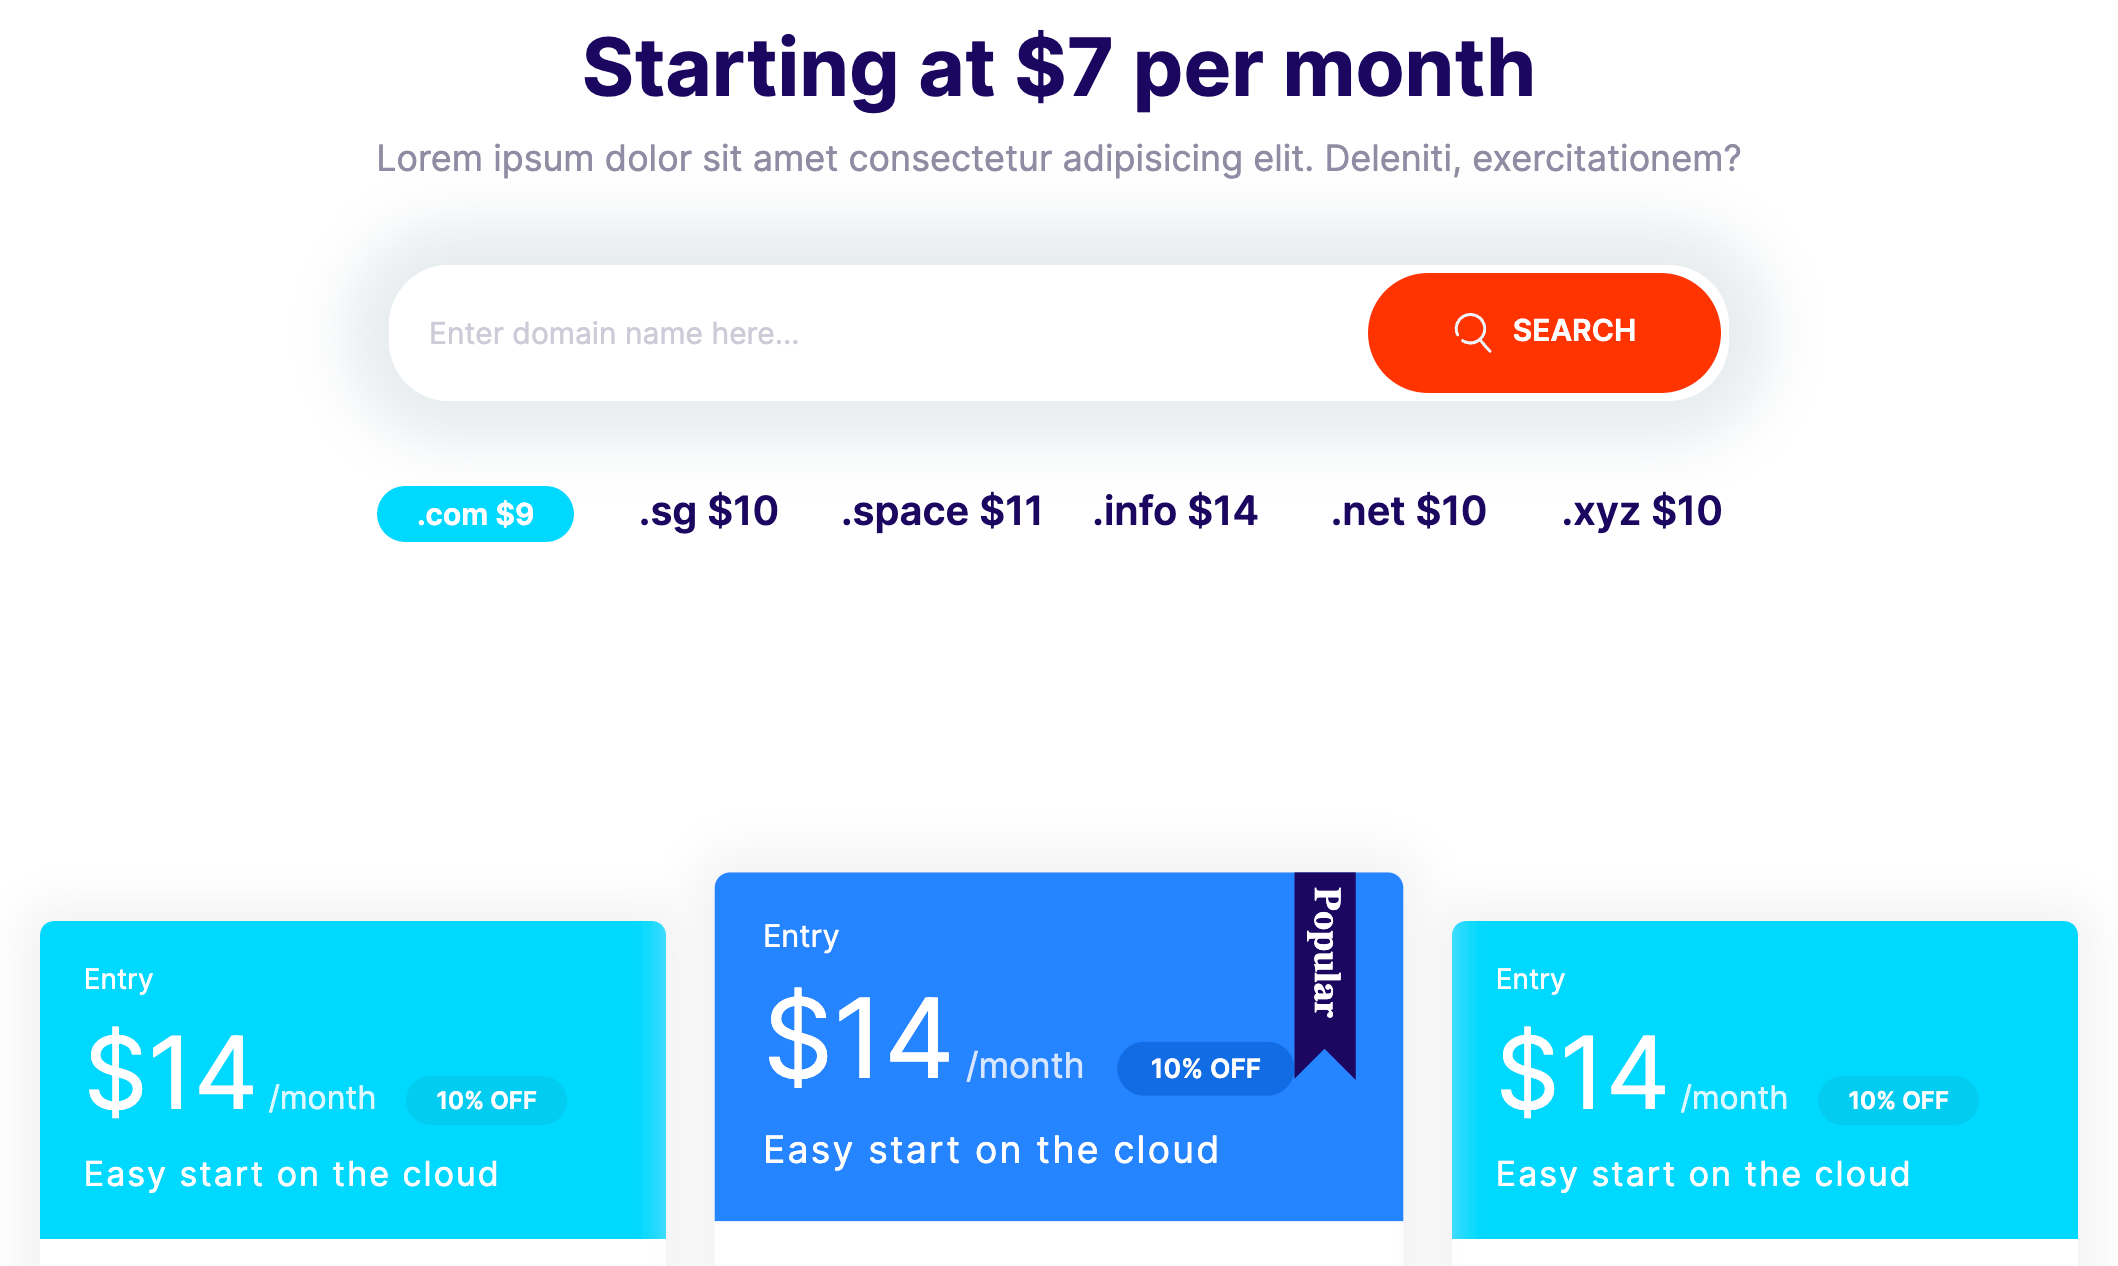 Starting at $7 per month
Lorem ipsum dolor sit amet consectetur adipisicing elit. Deleniti, exercitationem?
Enter domain name here...
SEARCH
.com $9
.sg $10
.space $11
.info $14
.net $10
.xyz $10
Entry
$14 /month 10% OFF
Easy start on the cloud
Popular
Entry
$14 /month 10% OFF
Easy start on the cloud
Entry
$14 /month 10% OFF
Easy start on the cloud